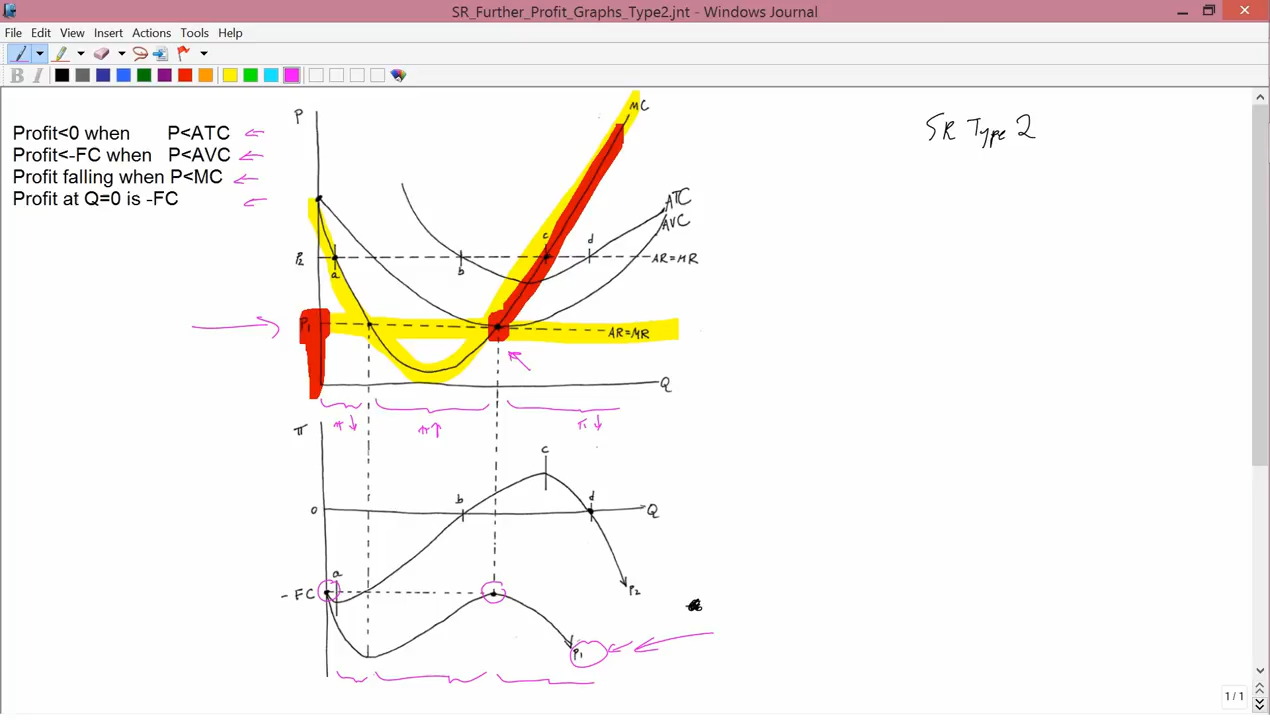 SR_Further_Profit_Graphs_Type2.jnt - Windows Journal
File Edit View Insert Actions Tools Help
B I
Profit<0 when P<ATC
Profit<-FC when P<AVC
Profit falling when P<MC
Profit at Q=0 is -FC
SR Type 2
P
MC
ATC
AVC
c
d
P2
a
b
AR=MR
P1
AR=MR
Q
π↓
π↑
π↓
π
c
b
d
0
Q
a
-FC
P2
P1
1 / 1